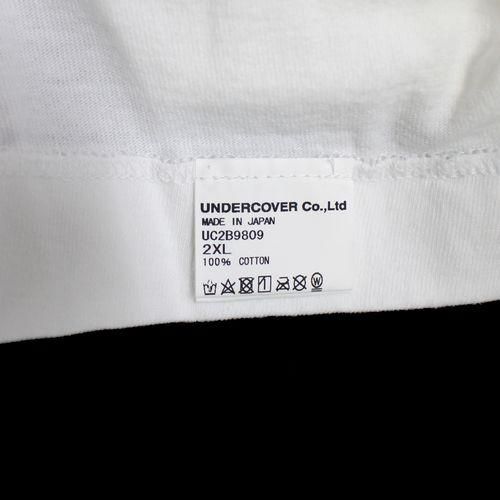 UNDERCOVER Co.,Ltd
MADE IN JAPAN
UC2B9809
2XL
100% COTTON
W